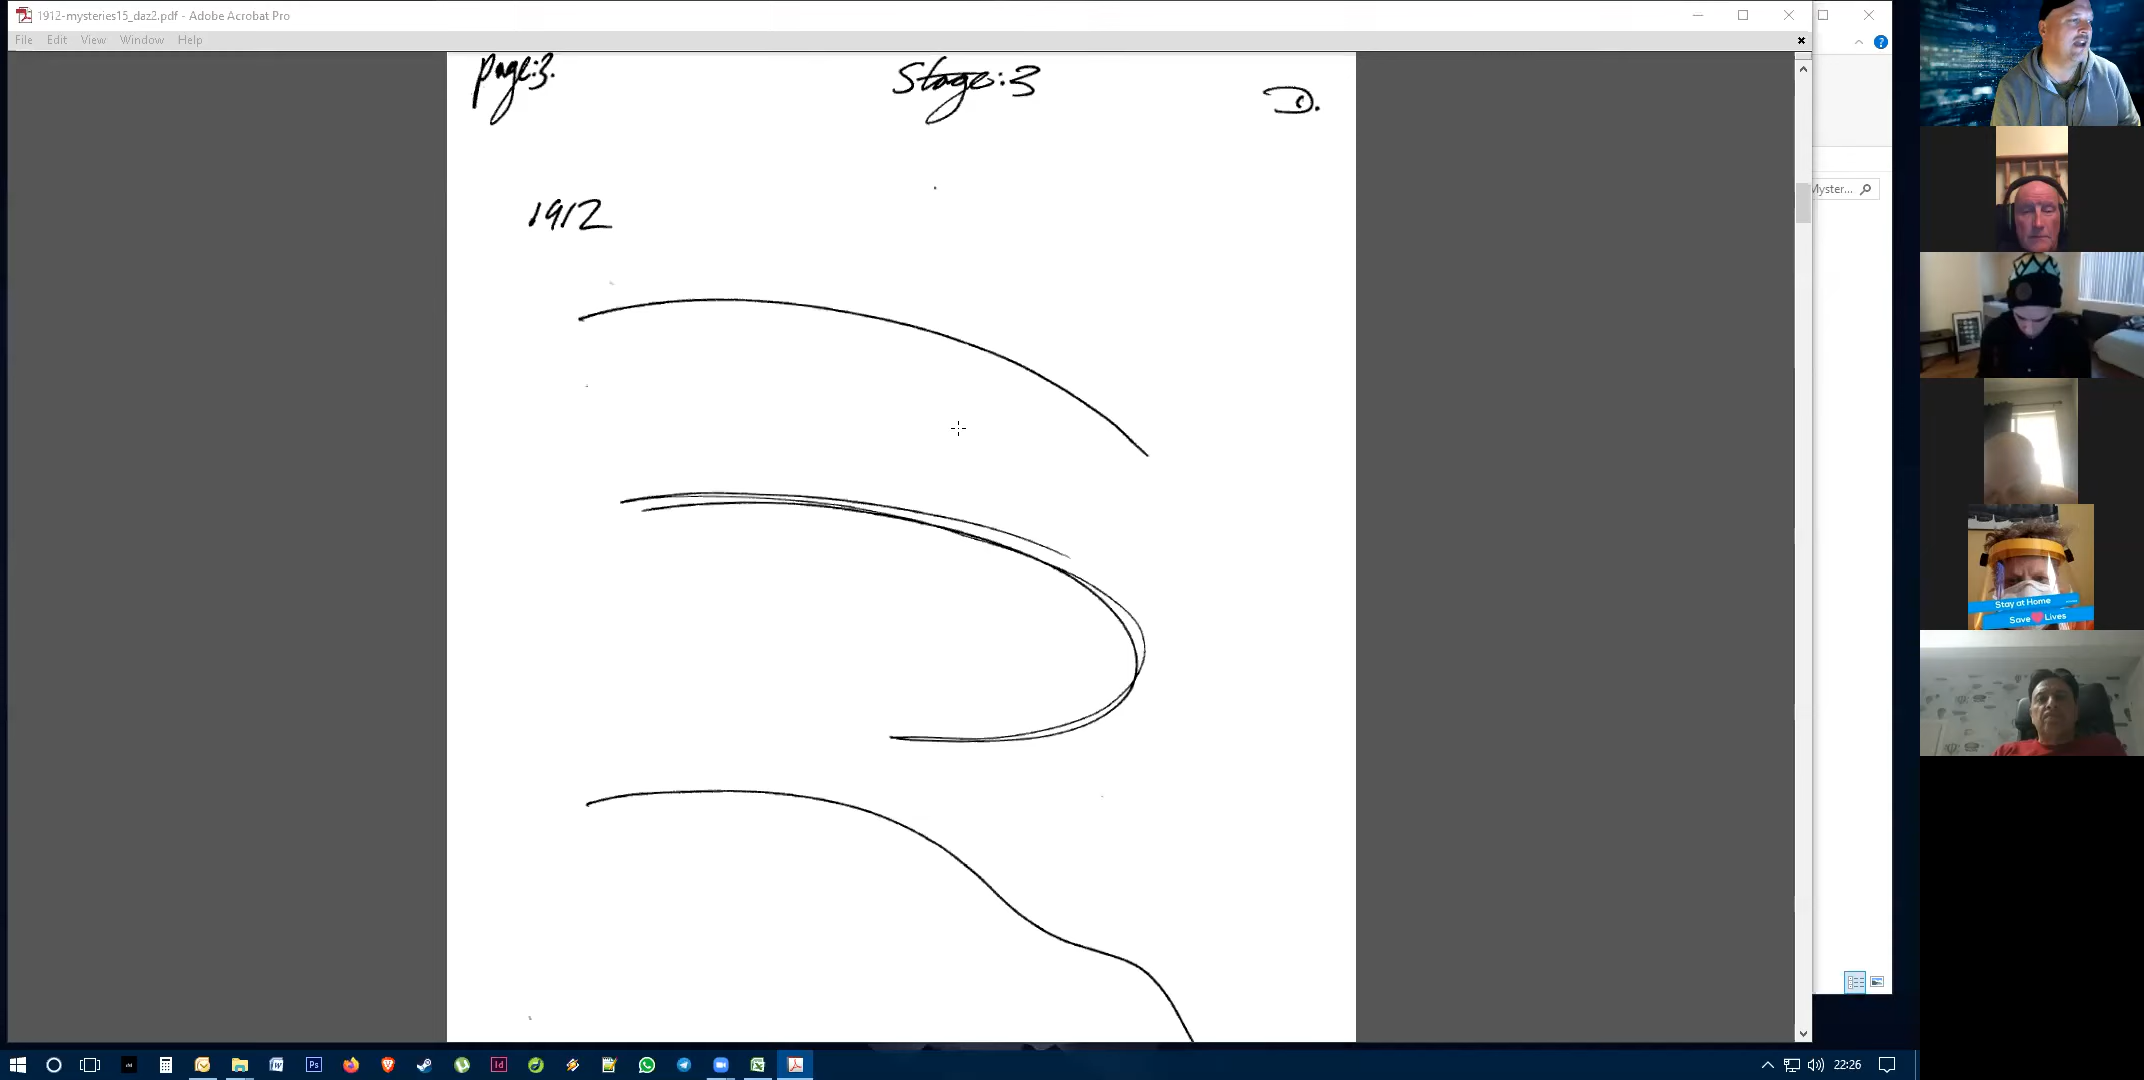 1912-mysteries15_daz2.pdf - Adobe Acrobat Pro
File Edit View Window Help
page:3.
Stage:3
D.
1912
Myster...
Stay at Home
Save Lives
22:26